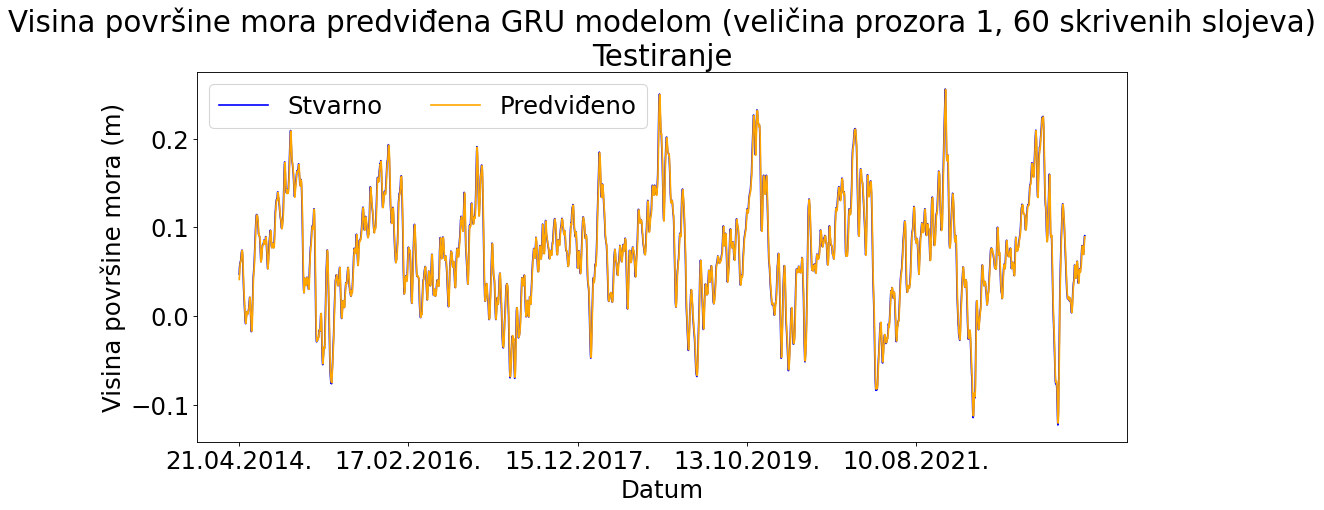 Visina površine mora predviđena GRU modelom (veličina prozora 1, 60 skrivenih slojeva)
Testiranje
Stvarno
Predviđeno
Visina površine mora (m)
0.2
0.1
0.0
−0.1
21.04.2014.
17.02.2016.
15.12.2017.
13.10.2019.
10.08.2021.
Datum